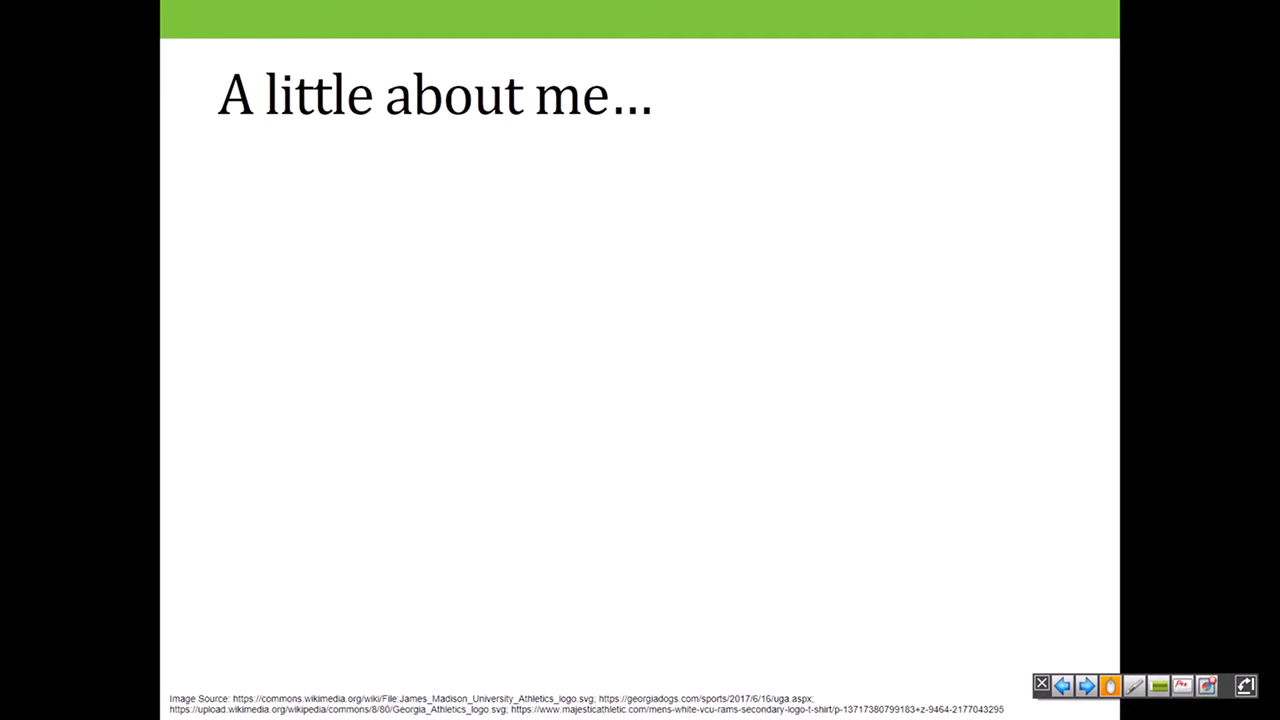 A little about me…
Image Source: https://commons.wikimedia.org/wiki/File:James_Madison_University_Athletics_logo.svg; https://georgiadogs.com/sports/2017/6/16/uga.aspx;
https://upload.wikimedia.org/wikipedia/commons/8/80/Georgia_Athletics_logo.svg; https://www.majesticathletic.com/mens-white-vcu-rams-secondary-logo-t-shirt/p-13717380799183+z-9464-2177043295